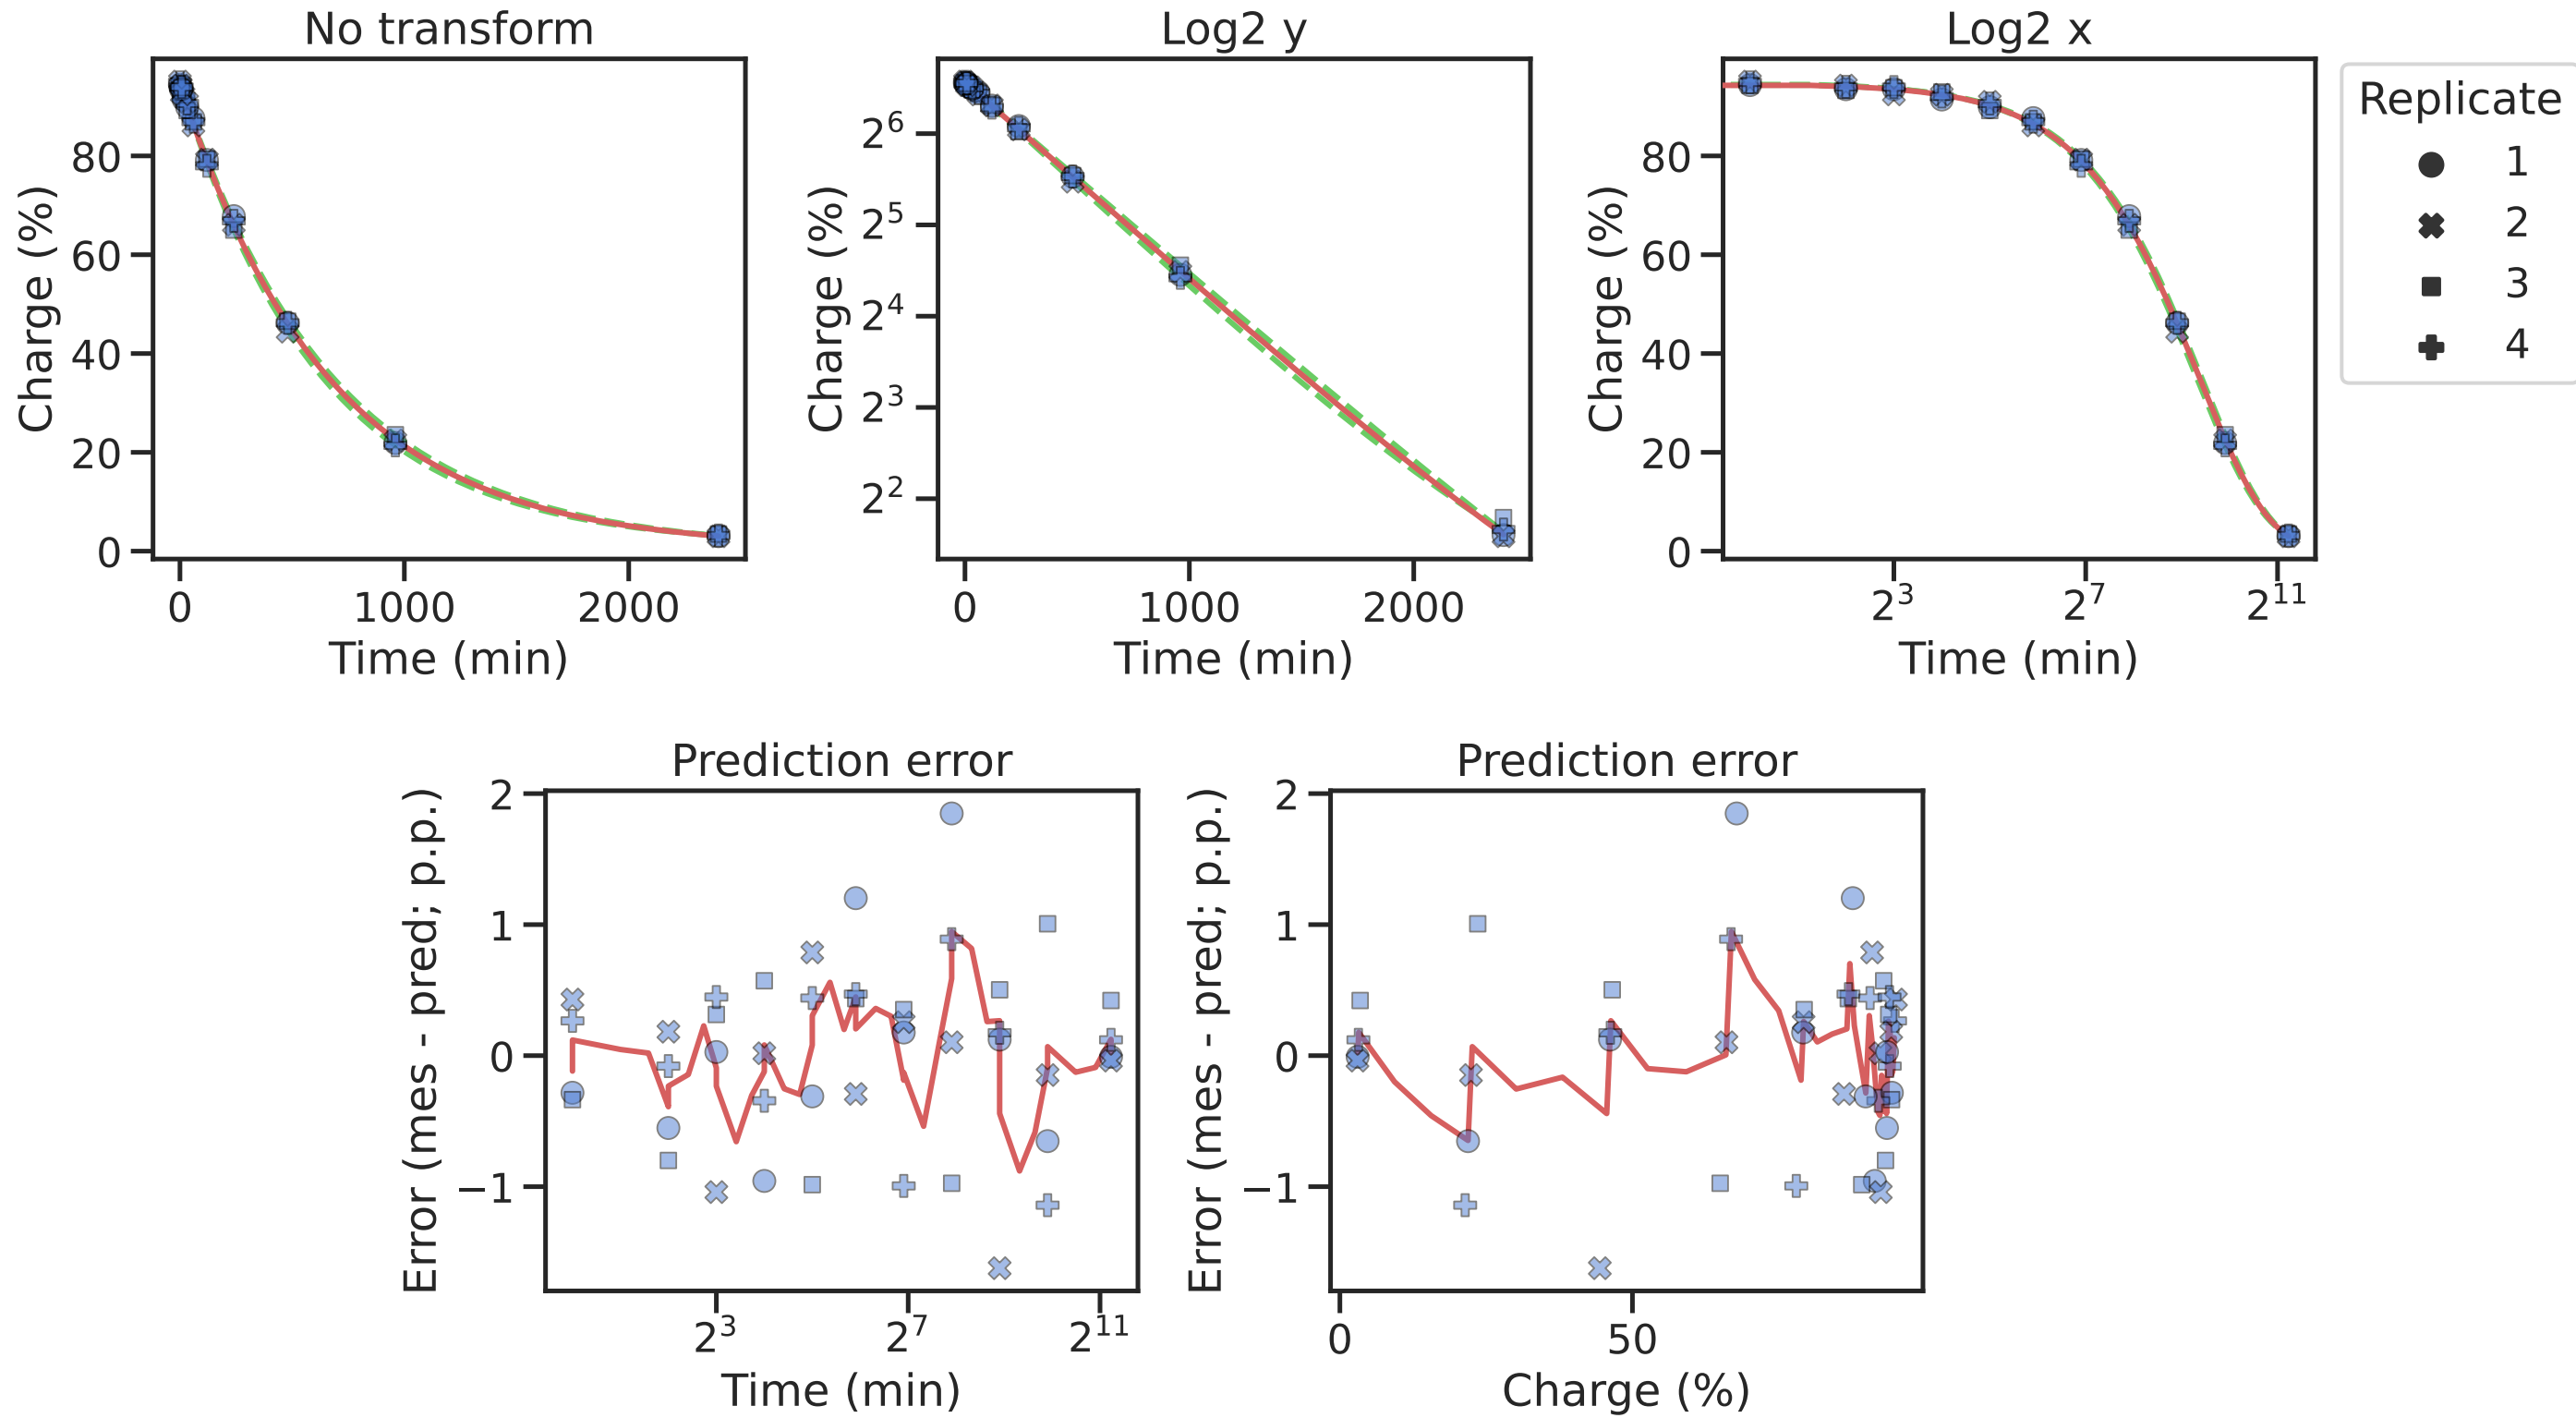 No transform
Log2 y
Log2 x
Charge (%)
80
60
40
20
0
0 1000 2000
Time (min)
Charge (%)
2^6
2^5
2^4
2^3
2^2
0 1000 2000
Time (min)
Charge (%)
80
60
40
20
0
2^3 2^7 2^11
Time (min)
Replicate
1
2
3
4
Prediction error
Error (mes - pred; p.p.)
2
1
0
−1
2^3 2^7 2^11
Time (min)
Prediction error
Error (mes - pred; p.p.)
2
1
0
−1
0 50
Charge (%)